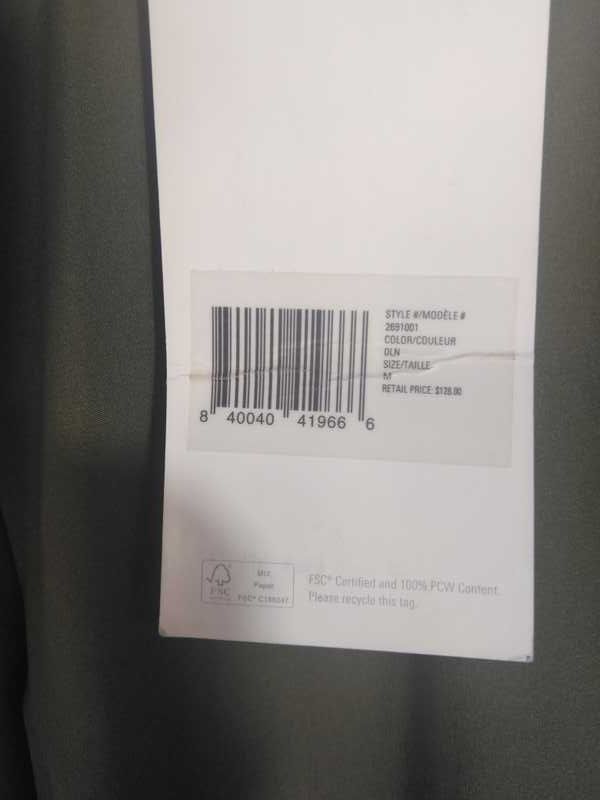 STYLE #/MODÈLE #
2691001
COLOR/COULEUR
DLN
SIZE/TAILLE
M
RETAIL PRICE: $128.00
8 40040 41966 6
MIX
Paper
FSC
FSC®
FSC® Certified and 100% PCW Content.
Please recycle this tag.